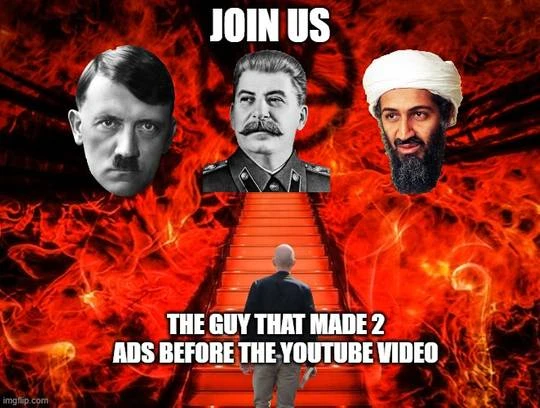 JOIN US
THE GUY THAT MADE 2
ADS BEFORE THE YOUTUBE VIDEO
imgflip.com